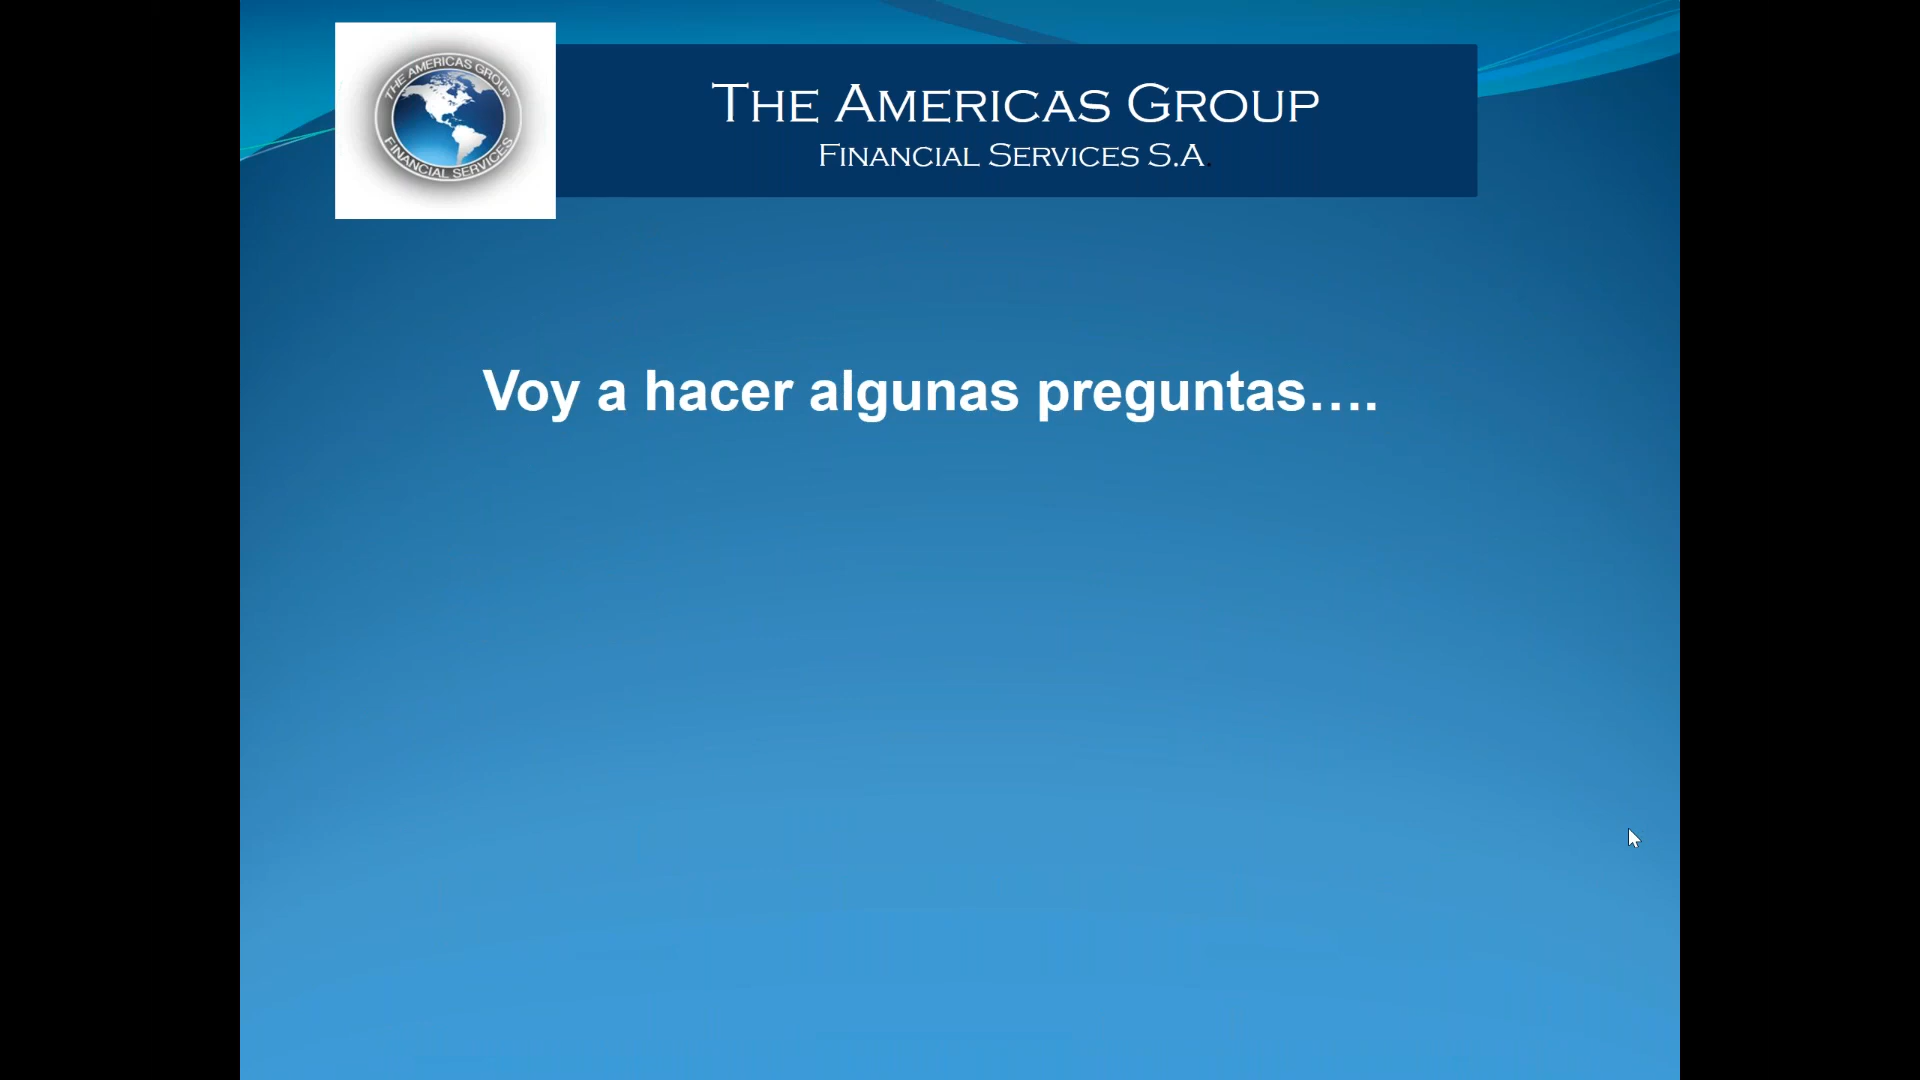 THE AMERICAS GROUP
FINANCIAL SERVICES
THE AMERICAS GROUP
FINANCIAL SERVICES S.A.
Voy a hacer algunas preguntas….